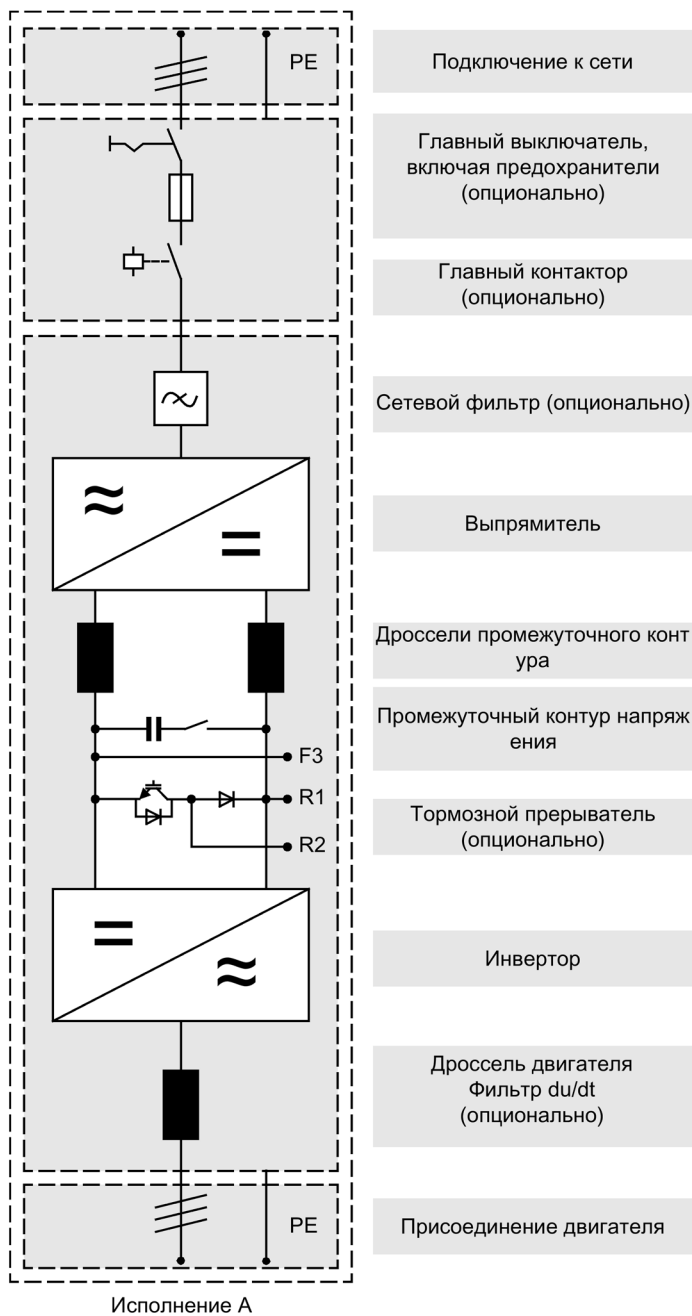 PE
Подключение к сети
Главный выключатель,
включая предохранители
(опционально)
Главный контактор
(опционально)
Сетевой фильтр (опционально)
Выпрямитель
Дроссели промежуточного конт
ура
Промежуточный контур напряж
ения
F3
R1
Тормозной прерыватель
(опционально)
R2
Инвертор
Дроссель двигателя
Фильтр du/dt
(опционально)
PE
Присоединение двигателя
Исполнение A